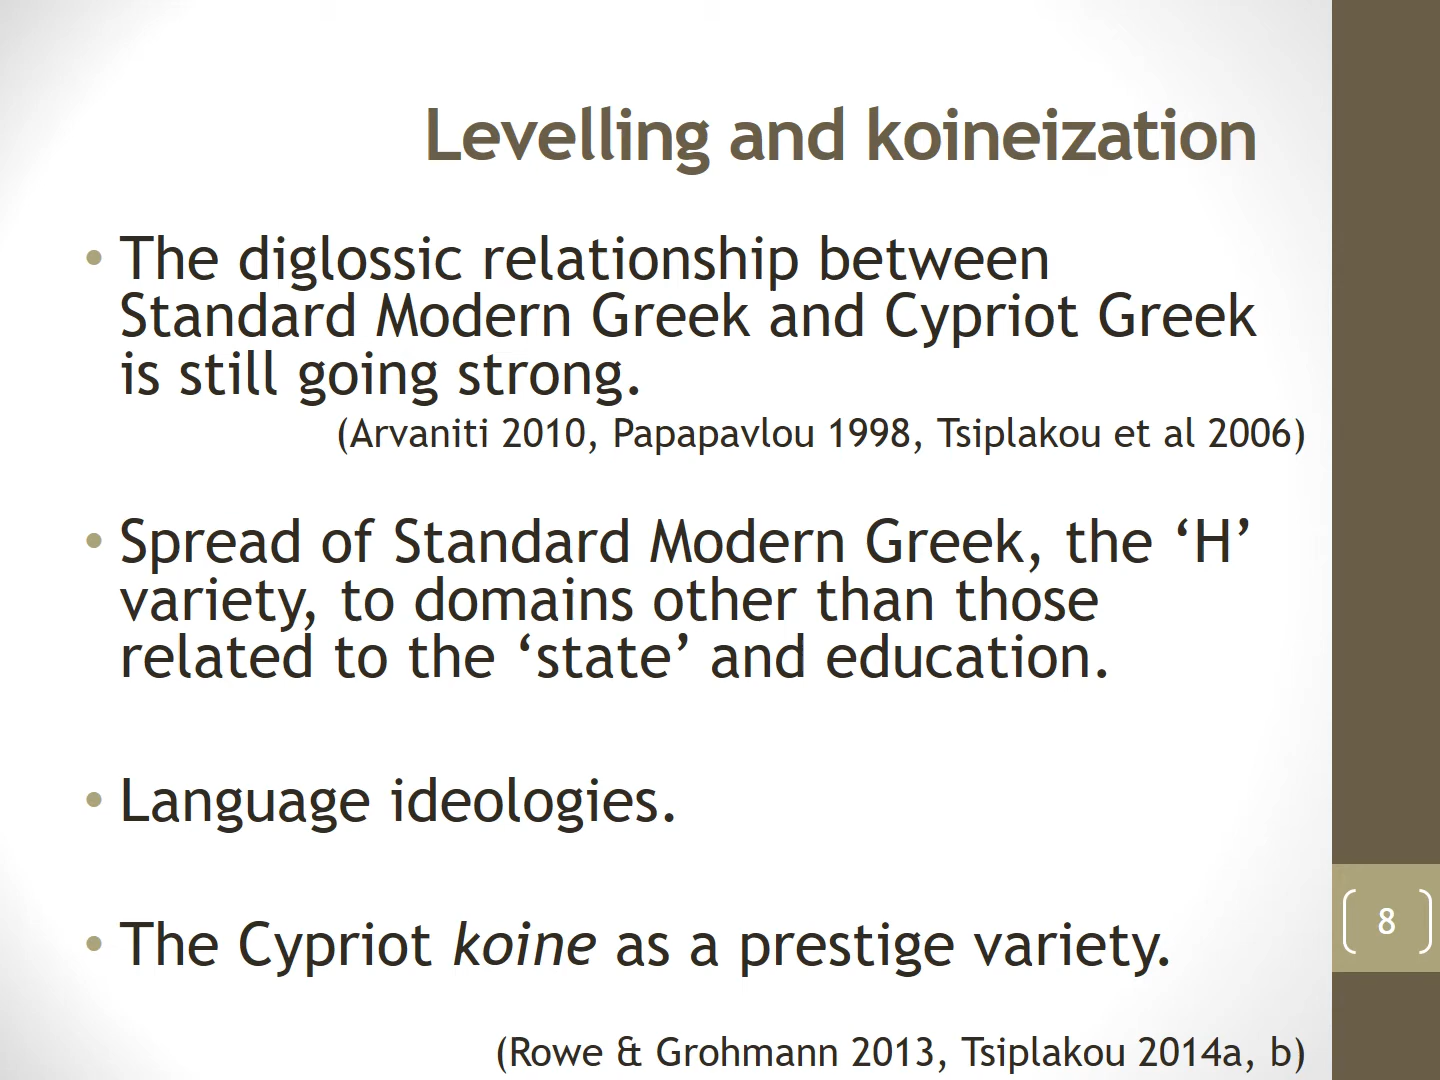 Levelling and koineization
• The diglossic relationship between
Standard Modern Greek and Cypriot Greek
is still going strong.
(Arvaniti 2010, Papapavlou 1998, Tsiplakou et al 2006)
• Spread of Standard Modern Greek, the ‘H’
variety, to domains other than those
related to the ‘state’ and education.
• Language ideologies.
• The Cypriot koine as a prestige variety.
8
(Rowe & Grohmann 2013, Tsiplakou 2014a, b)